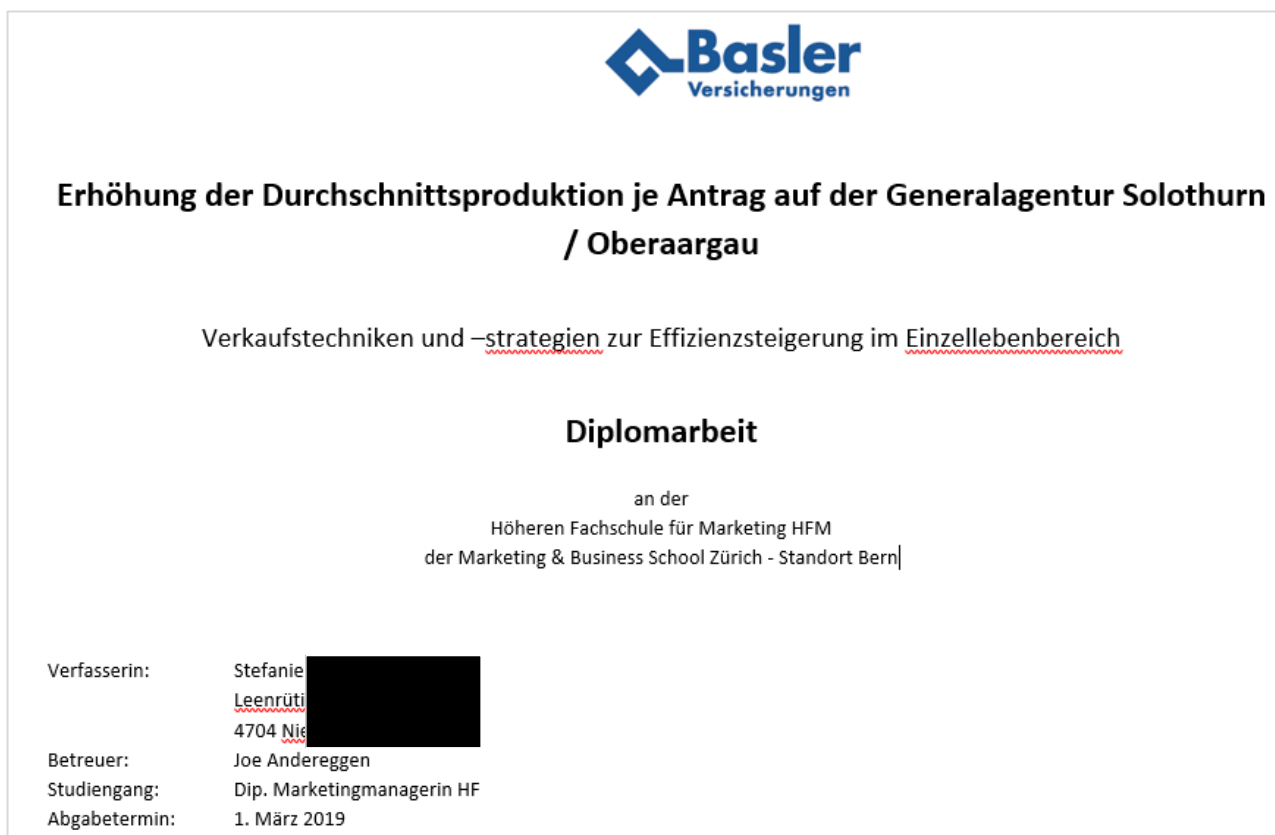 Basler
Versicherungen
Erhöhung der Durchschnittsproduktion je Antrag auf der Generalagentur Solothurn
/ Oberaargau
Verkaufstechniken und –strategien zur Effizienzsteigerung im Einzellebenbereich
Diplomarbeit
an der
Höheren Fachschule für Marketing HFM
der Marketing & Business School Zürich - Standort Bern
Verfasserin: Stefanie
Leenrüti
4704 Nie
Betreuer: Joe Andereggen
Studiengang: Dip. Marketingmanagerin HF
Abgabetermin: 1. März 2019